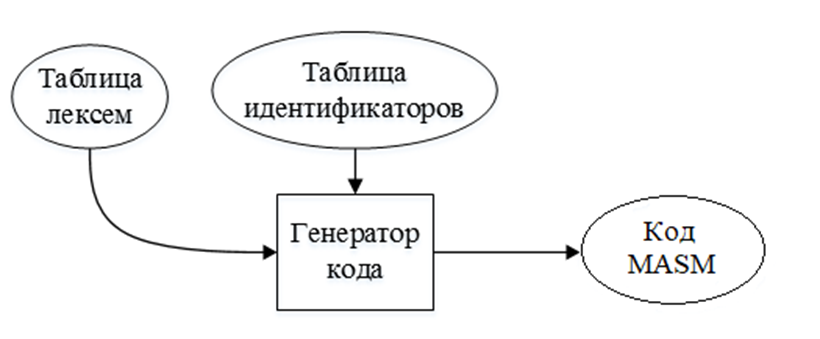 Таблица
лексем
Таблица
идентификаторов
Генератор
кода
Код
MASM